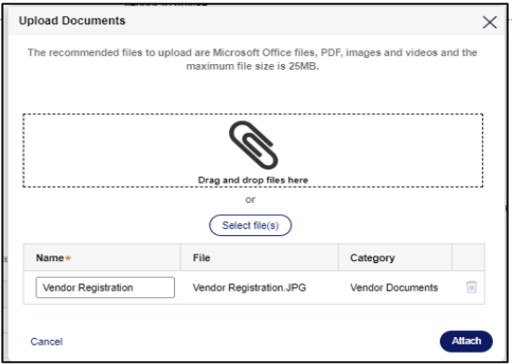 Upload Documents
The recommended files to upload are Microsoft Office files, PDF, images and videos and the
maximum file size is 25MB.
Drag and drop files here
or
Select file(s)
Name* File Category
Vendor Registration Vendor Registration.JPG Vendor Documents
Cancel Attach